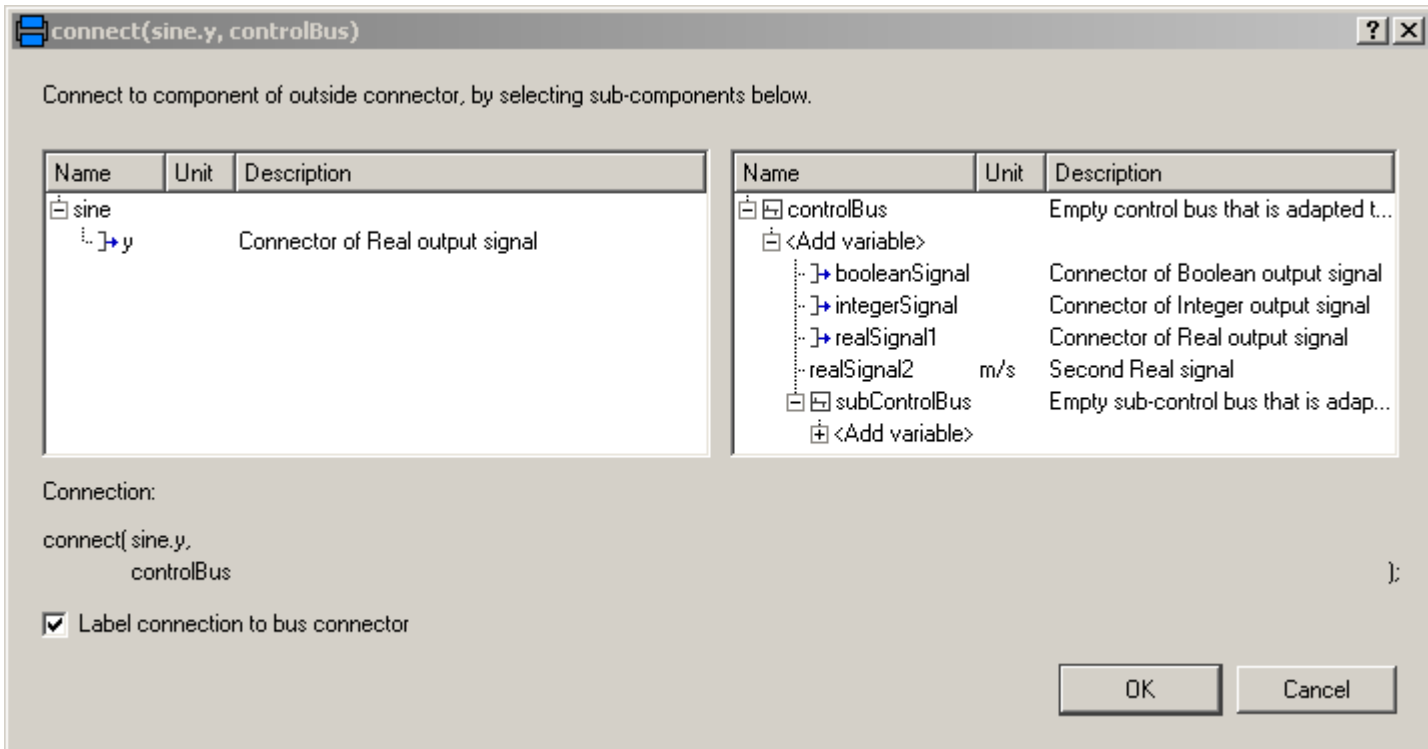 connect(sine.y, controlBus)
Connect to component of outside connector, by selecting sub-components below.
Name Unit Description
sine
y Connector of Real output signal
Name Unit Description
controlBus Empty control bus that is adapted t...
<Add variable>
booleanSignal Connector of Boolean output signal
integerSignal Connector of Integer output signal
realSignal1 Connector of Real output signal
realSignal2 m/s Second Real signal
subControlBus Empty sub-control bus that is adap...
<Add variable>
Connection:
connect( sine.y,
controlBus );
Label connection to bus connector
OK Cancel